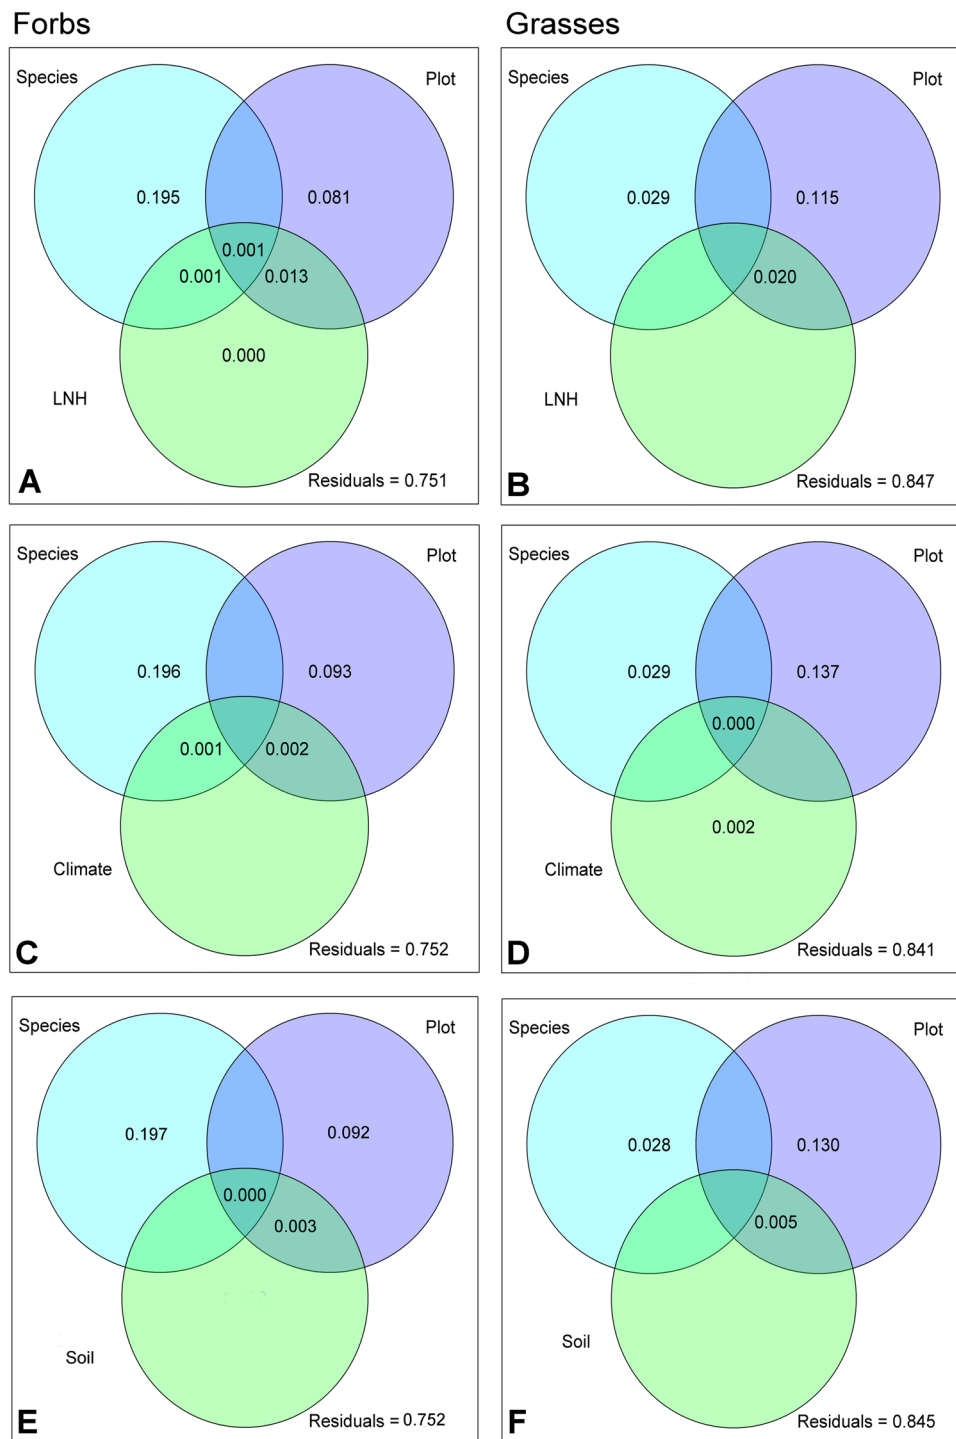 Forbs
Grasses
Species
Plot
0.195
0.081
0.001
0.001
0.013
0.000
LNH
A
Residuals = 0.751
Species
Plot
0.029
0.115
0.020
LNH
B
Residuals = 0.847
Species
Plot
0.196
0.093
0.001
0.002
Climate
C
Residuals = 0.752
Species
Plot
0.029
0.137
0.000
0.002
Climate
D
Residuals = 0.841
Species
Plot
0.197
0.092
0.000
0.003
Soil
E
Residuals = 0.752
Species
Plot
0.028
0.130
0.005
Soil
F
Residuals = 0.845